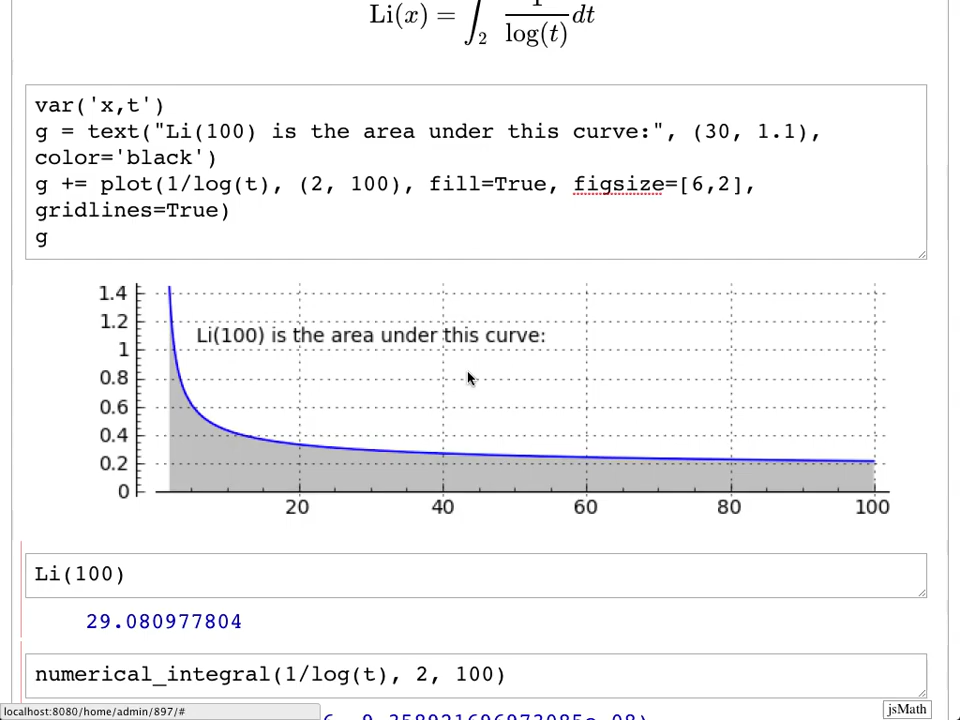 Li(x) = ∫₂ 1/log(t) dt
var('x,t')
g = text("Li(100) is the area under this curve:", (30, 1.1),
color='black')
g += plot(1/log(t), (2, 100), fill=True, figsize=[6,2],
gridlines=True)
g
1.4
1.2
1
0.8
0.6
0.4
0.2
0
Li(100) is the area under this curve:
20 40 60 80 100
Li(100)
29.080977804
numerical_integral(1/log(t), 2, 100)
localhost:8080/home/admin/897/#
jsMath